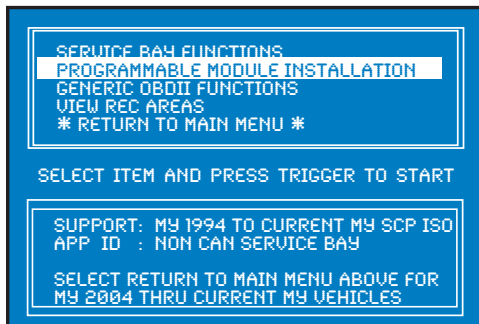 SERVICE BAY FUNCTIONS
PROGRAMMABLE MODULE INSTALLATION
GENERIC OBDII FUNCTIONS
VIEW REC AREAS
* RETURN TO MAIN MENU *
SELECT ITEM AND PRESS TRIGGER TO START
SUPPORT: MY 1994 TO CURRENT MY SCP ISO
APP ID : NON CAN SERVICE BAY
SELECT RETURN TO MAIN MENU ABOVE FOR
MY 2004 THRU CURRENT MY VEHICLES